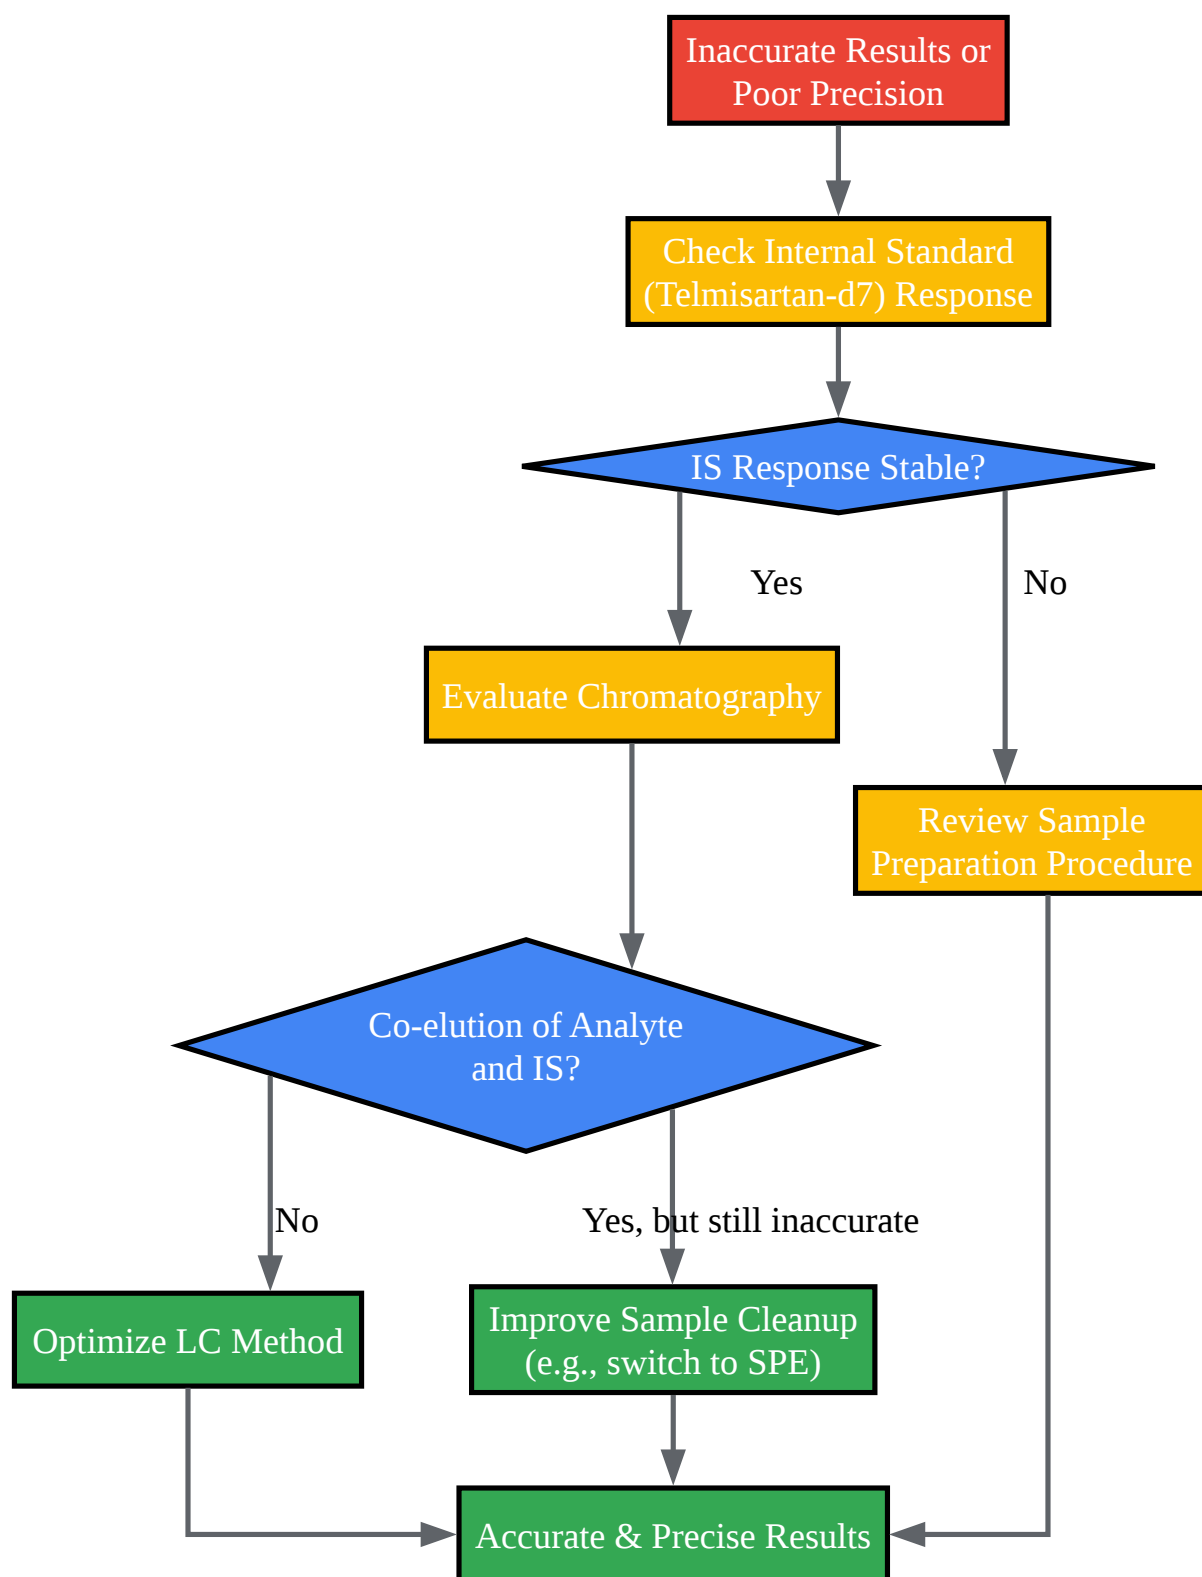 Inaccurate Results or
Poor Precision
Check Internal Standard
(Telmisartan-d7) Response
IS Response Stable?
Yes
No
Evaluate Chromatography
Review Sample
Preparation Procedure
Co-elution of Analyte
and IS?
No
Yes, but still inaccurate
Optimize LC Method
Improve Sample Cleanup
(e.g., switch to SPE)
Accurate & Precise Results